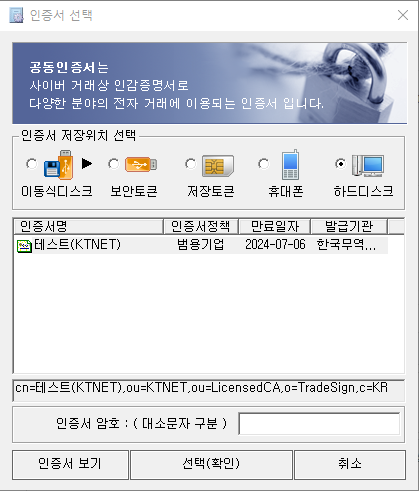 인증서 선택
공동인증서는
사이버 거래상 인감증명서로
다양한 분야의 전자 거래에 이용되는 인증서 입니다.
인증서 저장위치 선택
이동식디스크 보안토큰 저장토큰 휴대폰 하드디스크
인증서명 인증서정책 만료일자 발급기관
테스트(KTNET) 범용기업 2024-07-06 한국무역...
cn=테스트(KTNET),ou=KTNET,ou=LicensedCA,o=TradeSign,c=KR
인증서 암호 : ( 대소문자 구분 )
인증서 보기 선택(확인) 취소